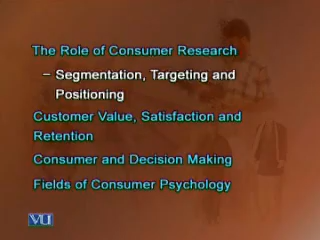 The Role of Consumer Research
– Segmentation, Targeting and
Positioning
Customer Value, Satisfaction and
Retention
Consumer and Decision Making
Fields of Consumer Psychology
VU